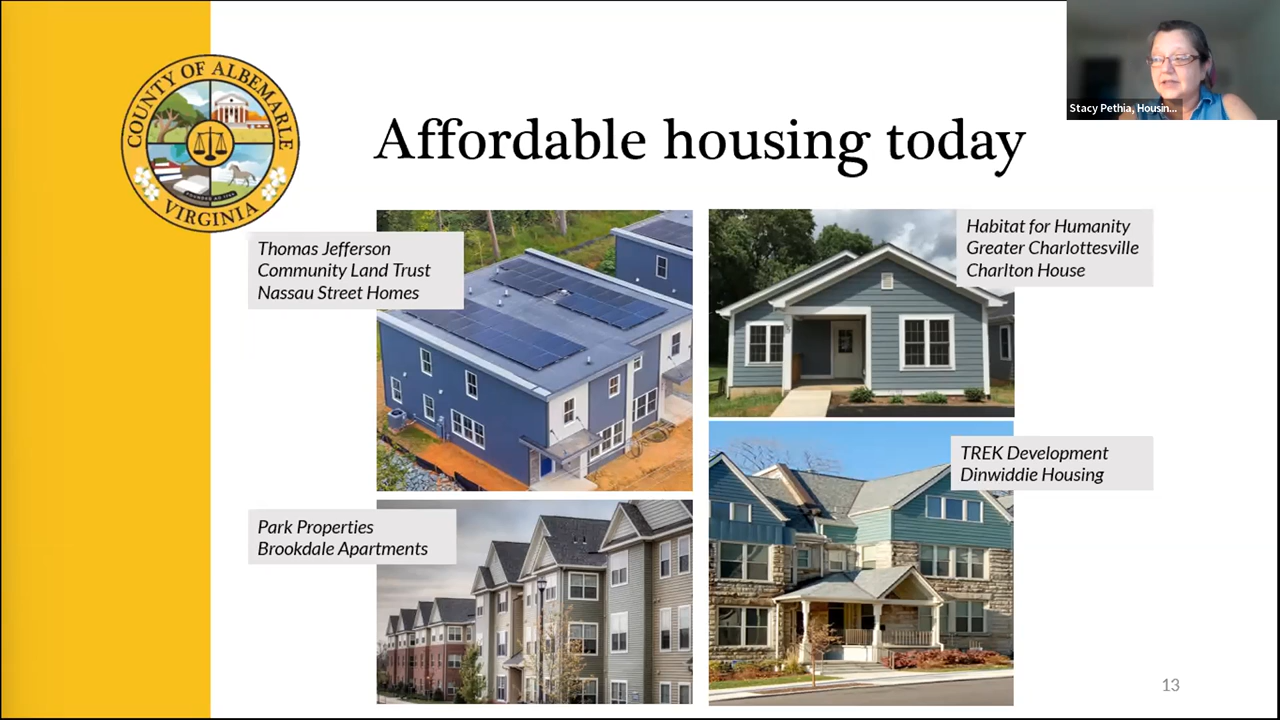 COUNTY OF ALBEMARLE
VIRGINIA
Affordable housing today
Stacy Pethia, Housin...
Thomas Jefferson
Community Land Trust
Nassau Street Homes
Habitat for Humanity
Greater Charlottesville
Charlton House
Park Properties
Brookdale Apartments
TREK Development
Dinwiddie Housing
13